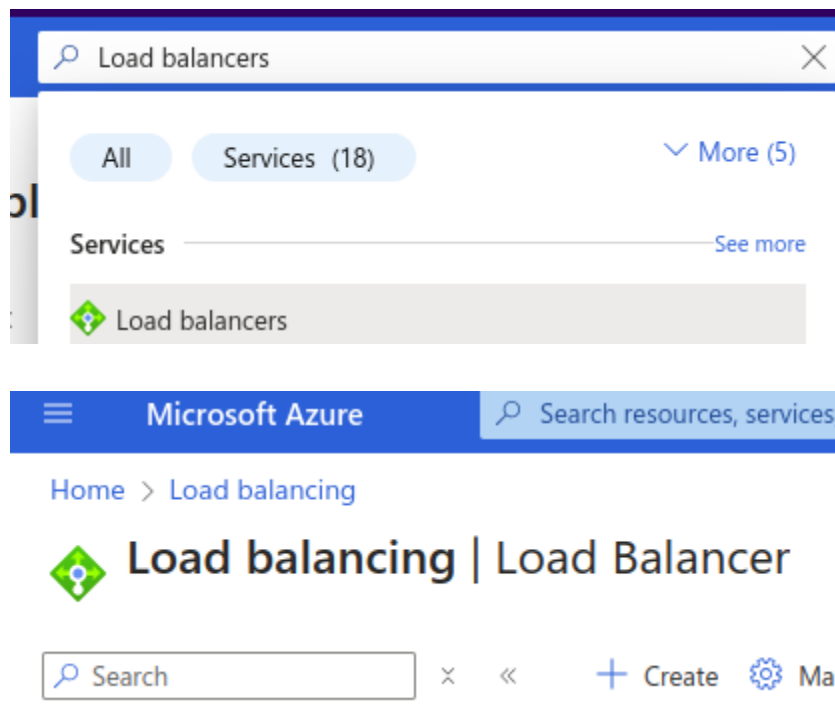 Load balancers
All Services (18) More (5)
Services See more
Load balancers
Microsoft Azure Search resources, services
Home > Load balancing
Load balancing | Load Balancer
Search Create